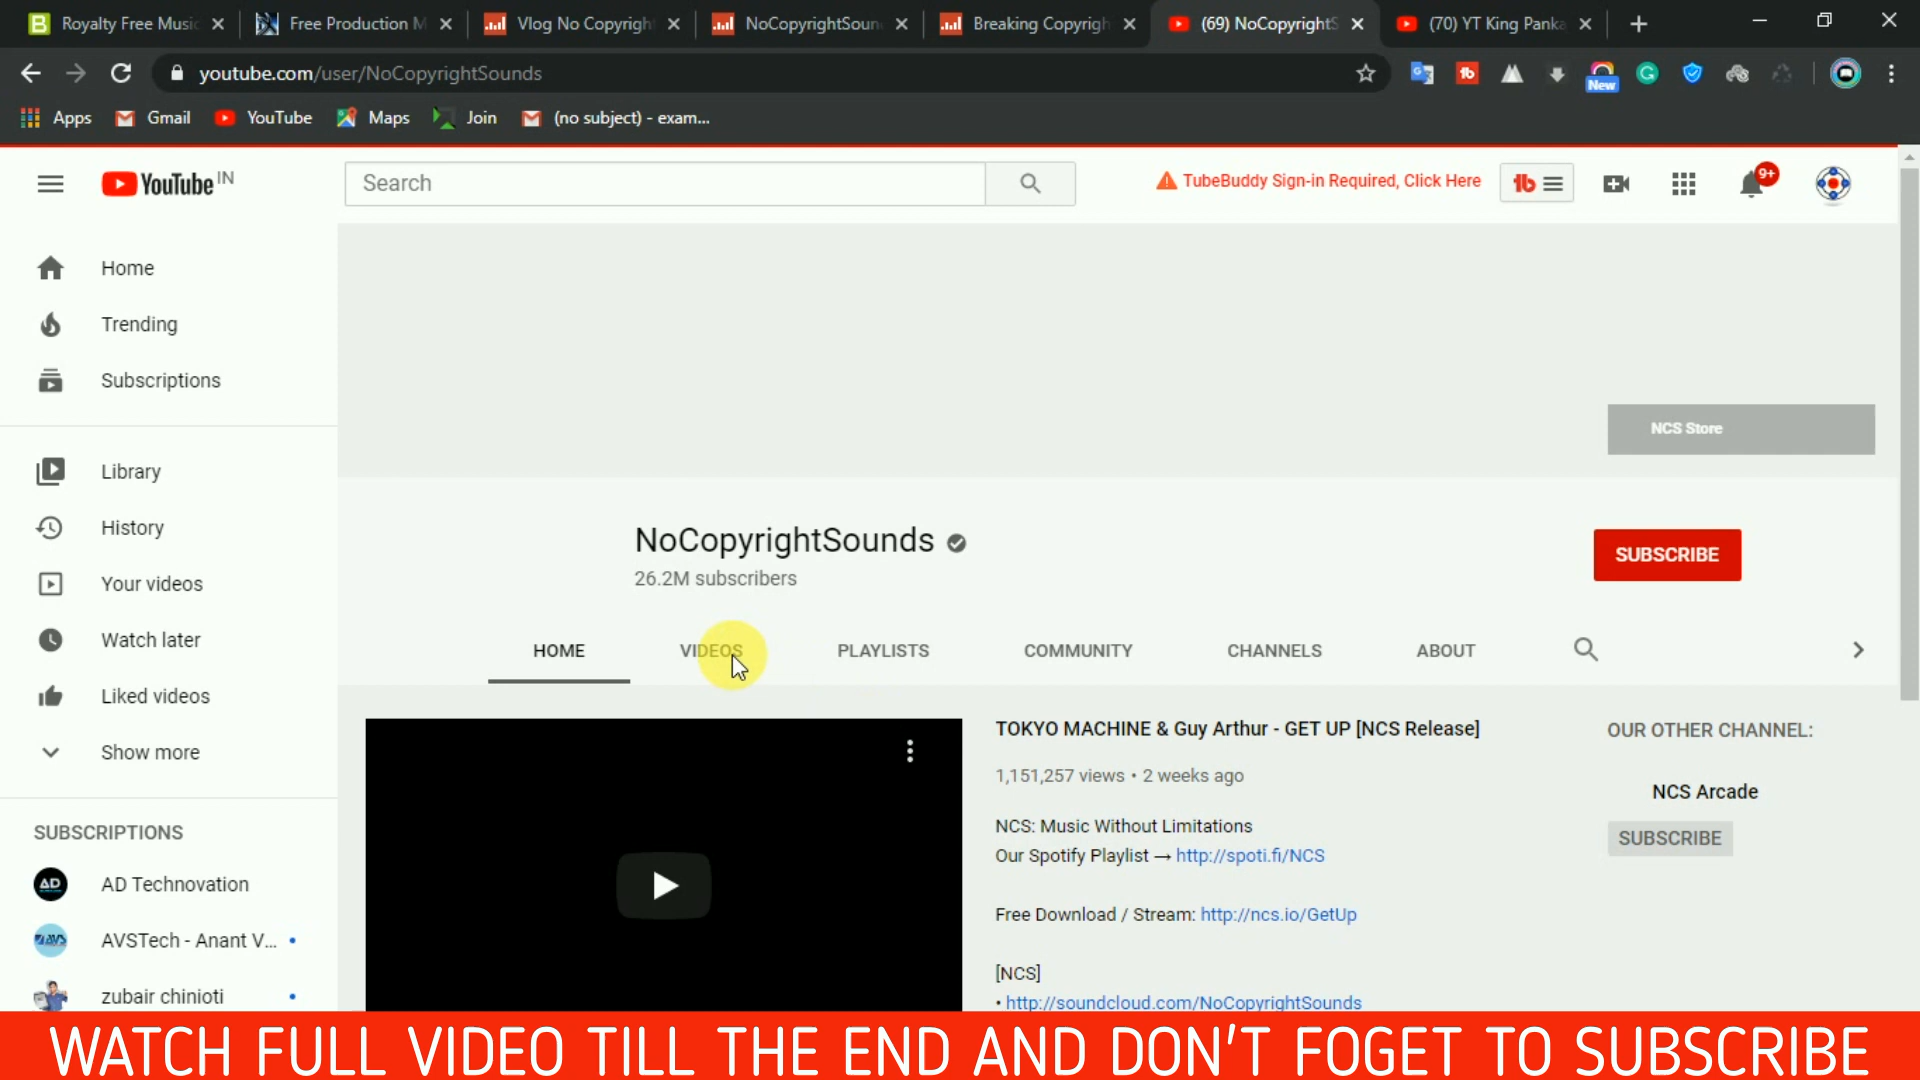 Royalty Free Music
Free Production M
Vlog No Copyright
NoCopyrightSoun
Breaking Copyrigh
(69) NoCopyrightS
(70) YT King Panka
youtube.com/user/NoCopyrightSounds
New
Apps
Gmail
YouTube
Maps
Join
(no subject) - exam...
YouTube IN
Search
TubeBuddy Sign-in Required, Click Here
9+
Home
Trending
Subscriptions
Library
History
Your videos
Watch later
Liked videos
Show more
SUBSCRIPTIONS
AD Technovation
AVSTech - Anant V...
zubair chinioti
NCS Store
NoCopyrightSounds
26.2M subscribers
SUBSCRIBE
HOME
VIDEOS
PLAYLISTS
COMMUNITY
CHANNELS
ABOUT
TOKYO MACHINE & Guy Arthur - GET UP [NCS Release]
1,151,257 views • 2 weeks ago
NCS: Music Without Limitations
Our Spotify Playlist → http://spoti.fi/NCS
Free Download / Stream: http://ncs.io/GetUp
[NCS]
• http://soundcloud.com/NoCopyrightSounds
OUR OTHER CHANNEL:
NCS Arcade
SUBSCRIBE
WATCH FULL VIDEO TILL THE END AND DON'T FOGET TO SUBSCRIBE